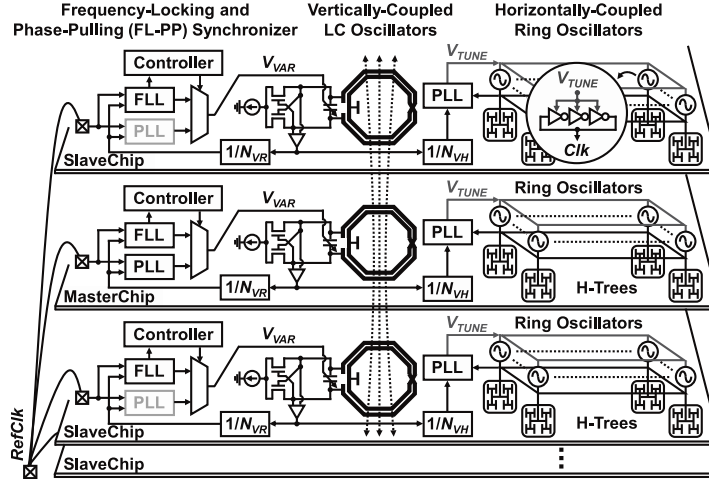 Frequency-Locking and
Phase-Pulling (FL-PP) Synchronizer
Vertically-Coupled
LC Oscillators
Horizontally-Coupled
Ring Oscillators
Controller
V_VAR
V_TUNE
FLL
PLL
PLL
V_TUNE
Clk
SlaveChip
1/N_VR
1/N_VH
Controller
V_VAR
V_TUNE
Ring Oscillators
FLL
PLL
PLL
MasterChip
1/N_VR
1/N_VH
H-Trees
Controller
V_VAR
V_TUNE
Ring Oscillators
FLL
PLL
PLL
SlaveChip
1/N_VR
1/N_VH
H-Trees
RefClk
SlaveChip